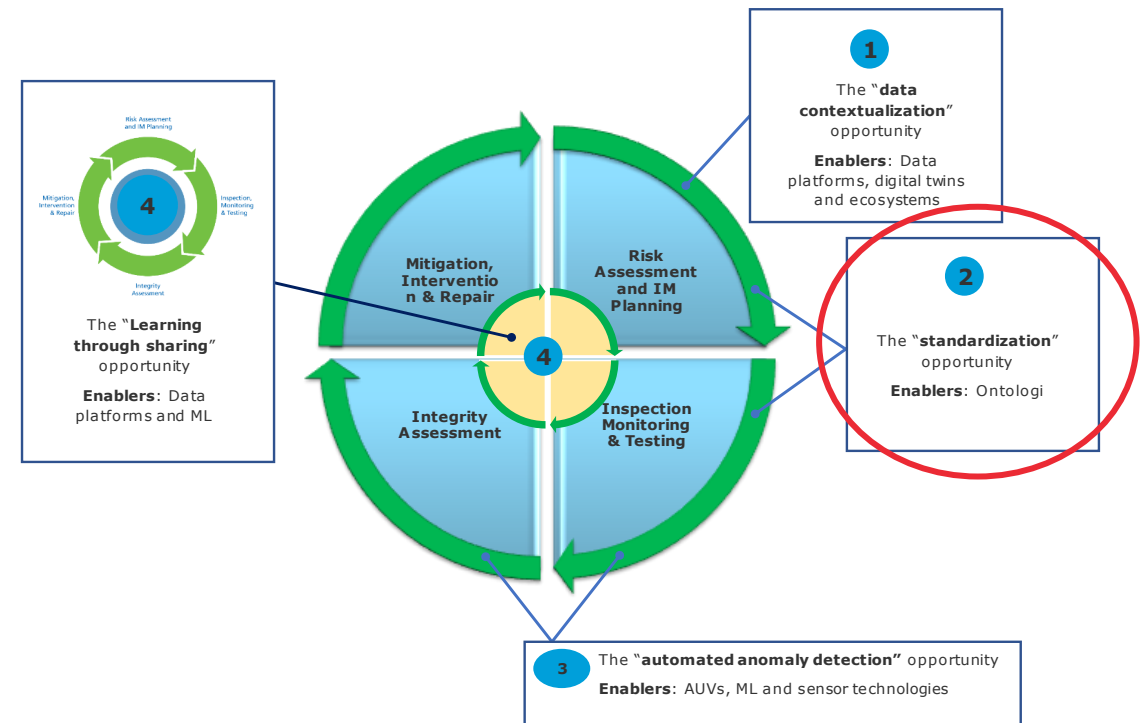 1
The “data
contextualization”
opportunity
Enablers: Data
platforms, digital twins
and ecosystems
Risk Assessment
and IM Planning
Mitigation,
Intervention
& Repair
4
Inspection,
Monitoring
& Testing
Integrity
Assessment
The “Learning
through sharing”
opportunity
Enablers: Data
platforms and ML
Mitigation,
Interventio
n & Repair
Risk
Assessment
and IM
Planning
2
The “standardization”
opportunity
Enablers: Ontologi
4
Integrity
Assessment
Inspection
Monitoring
& Testing
3
The “automated anomaly detection” opportunity
Enablers: AUVs, ML and sensor technologies